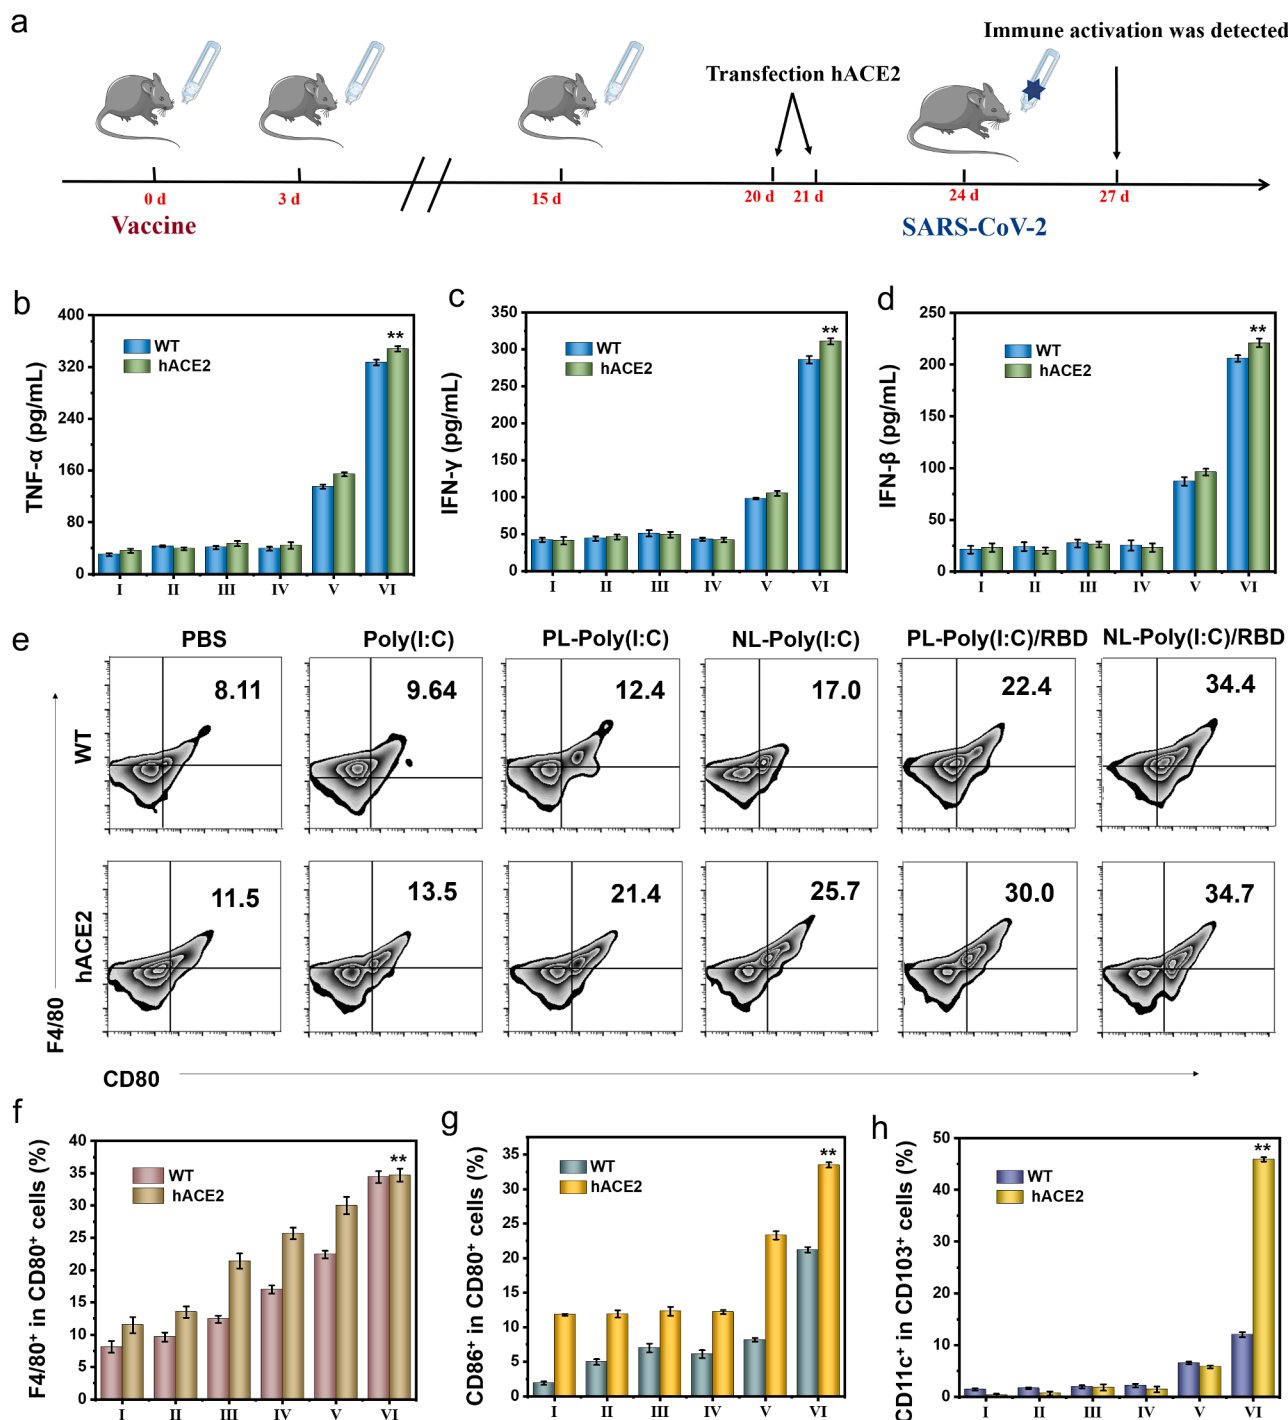 a
Immune activation was detected
Transfection hACE2
0 d
3 d
15 d
20 d
21 d
24 d
27 d
Vaccine
SARS-CoV-2
b
TNF-α (pg/mL)
400
320
240
160
80
0
WT
hACE2
**
I II III IV V VI
c
IFN-γ (pg/mL)
350
300
250
200
150
100
50
0
WT
hACE2
**
I II III IV V VI
d
IFN-β (pg/mL)
250
200
150
100
50
0
WT
hACE2
**
I II III IV V VI
e
PBS Poly(I:C) PL-Poly(I:C) NL-Poly(I:C) PL-Poly(I:C)/RBD NL-Poly(I:C)/RBD
WT
8.11 9.64 12.4 17.0 22.4 34.4
hACE2
11.5 13.5 21.4 25.7 30.0 34.7
F4/80
CD80
f
F4/80⁺ in CD80⁺ cells (%)
40
35
30
25
20
15
10
5
0
WT
hACE2
**
I II III IV V VI
g
CD86⁺ in CD80⁺ cells (%)
35
30
25
20
15
10
5
0
WT
hACE2
**
I II III IV V VI
h
CD11c⁺ in CD103⁺ cells (%)
50
40
30
20
10
0
WT
hACE2
**
I II III IV V VI